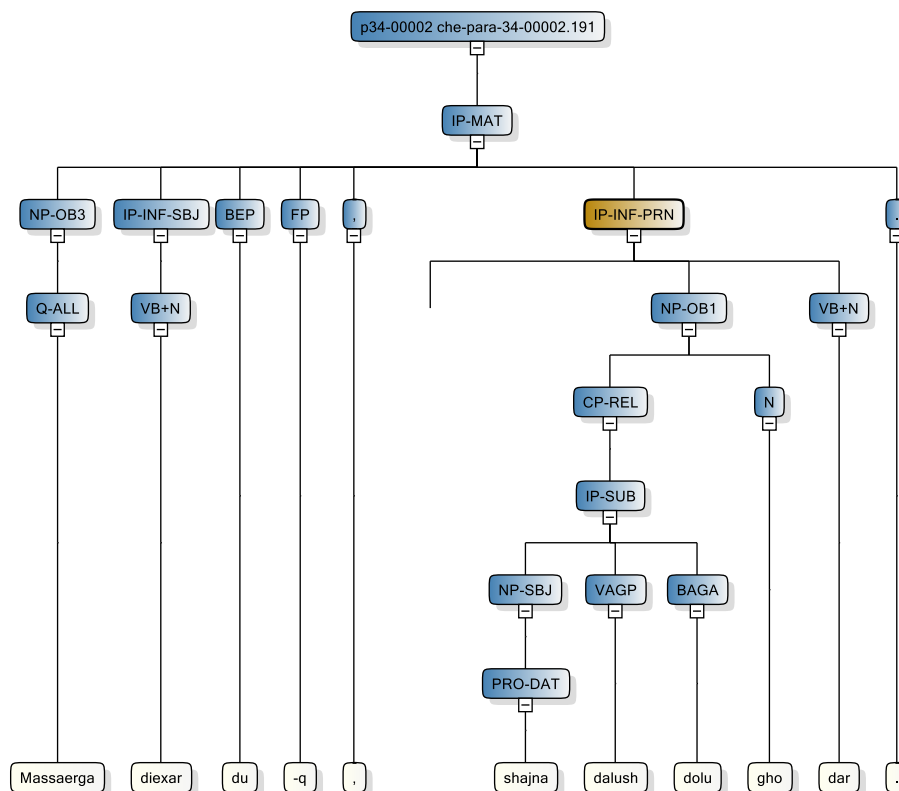 p34-00002 che-para-34-00002.191
IP-MAT
NP-OB3 IP-INF-SBJ BEP FP , IP-INF-PRN .
Q-ALL VB+N NP-OB1 VB+N
CP-REL N
IP-SUB
NP-SBJ VAGP BAGA
PRO-DAT
Massaerga diexar du -q , shajna dalush dolu gho dar .